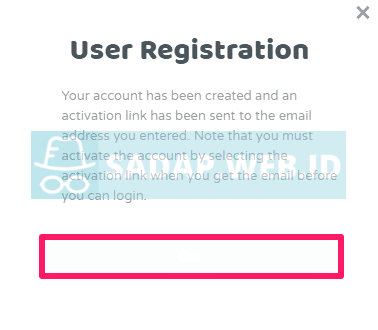 User Registration
Your account has been created and an
activation link has been sent to the email
address you entered. Note that you must
activate the account by selecting the
activation link when you get the email before
you can login.
SADAP.WEB.ID